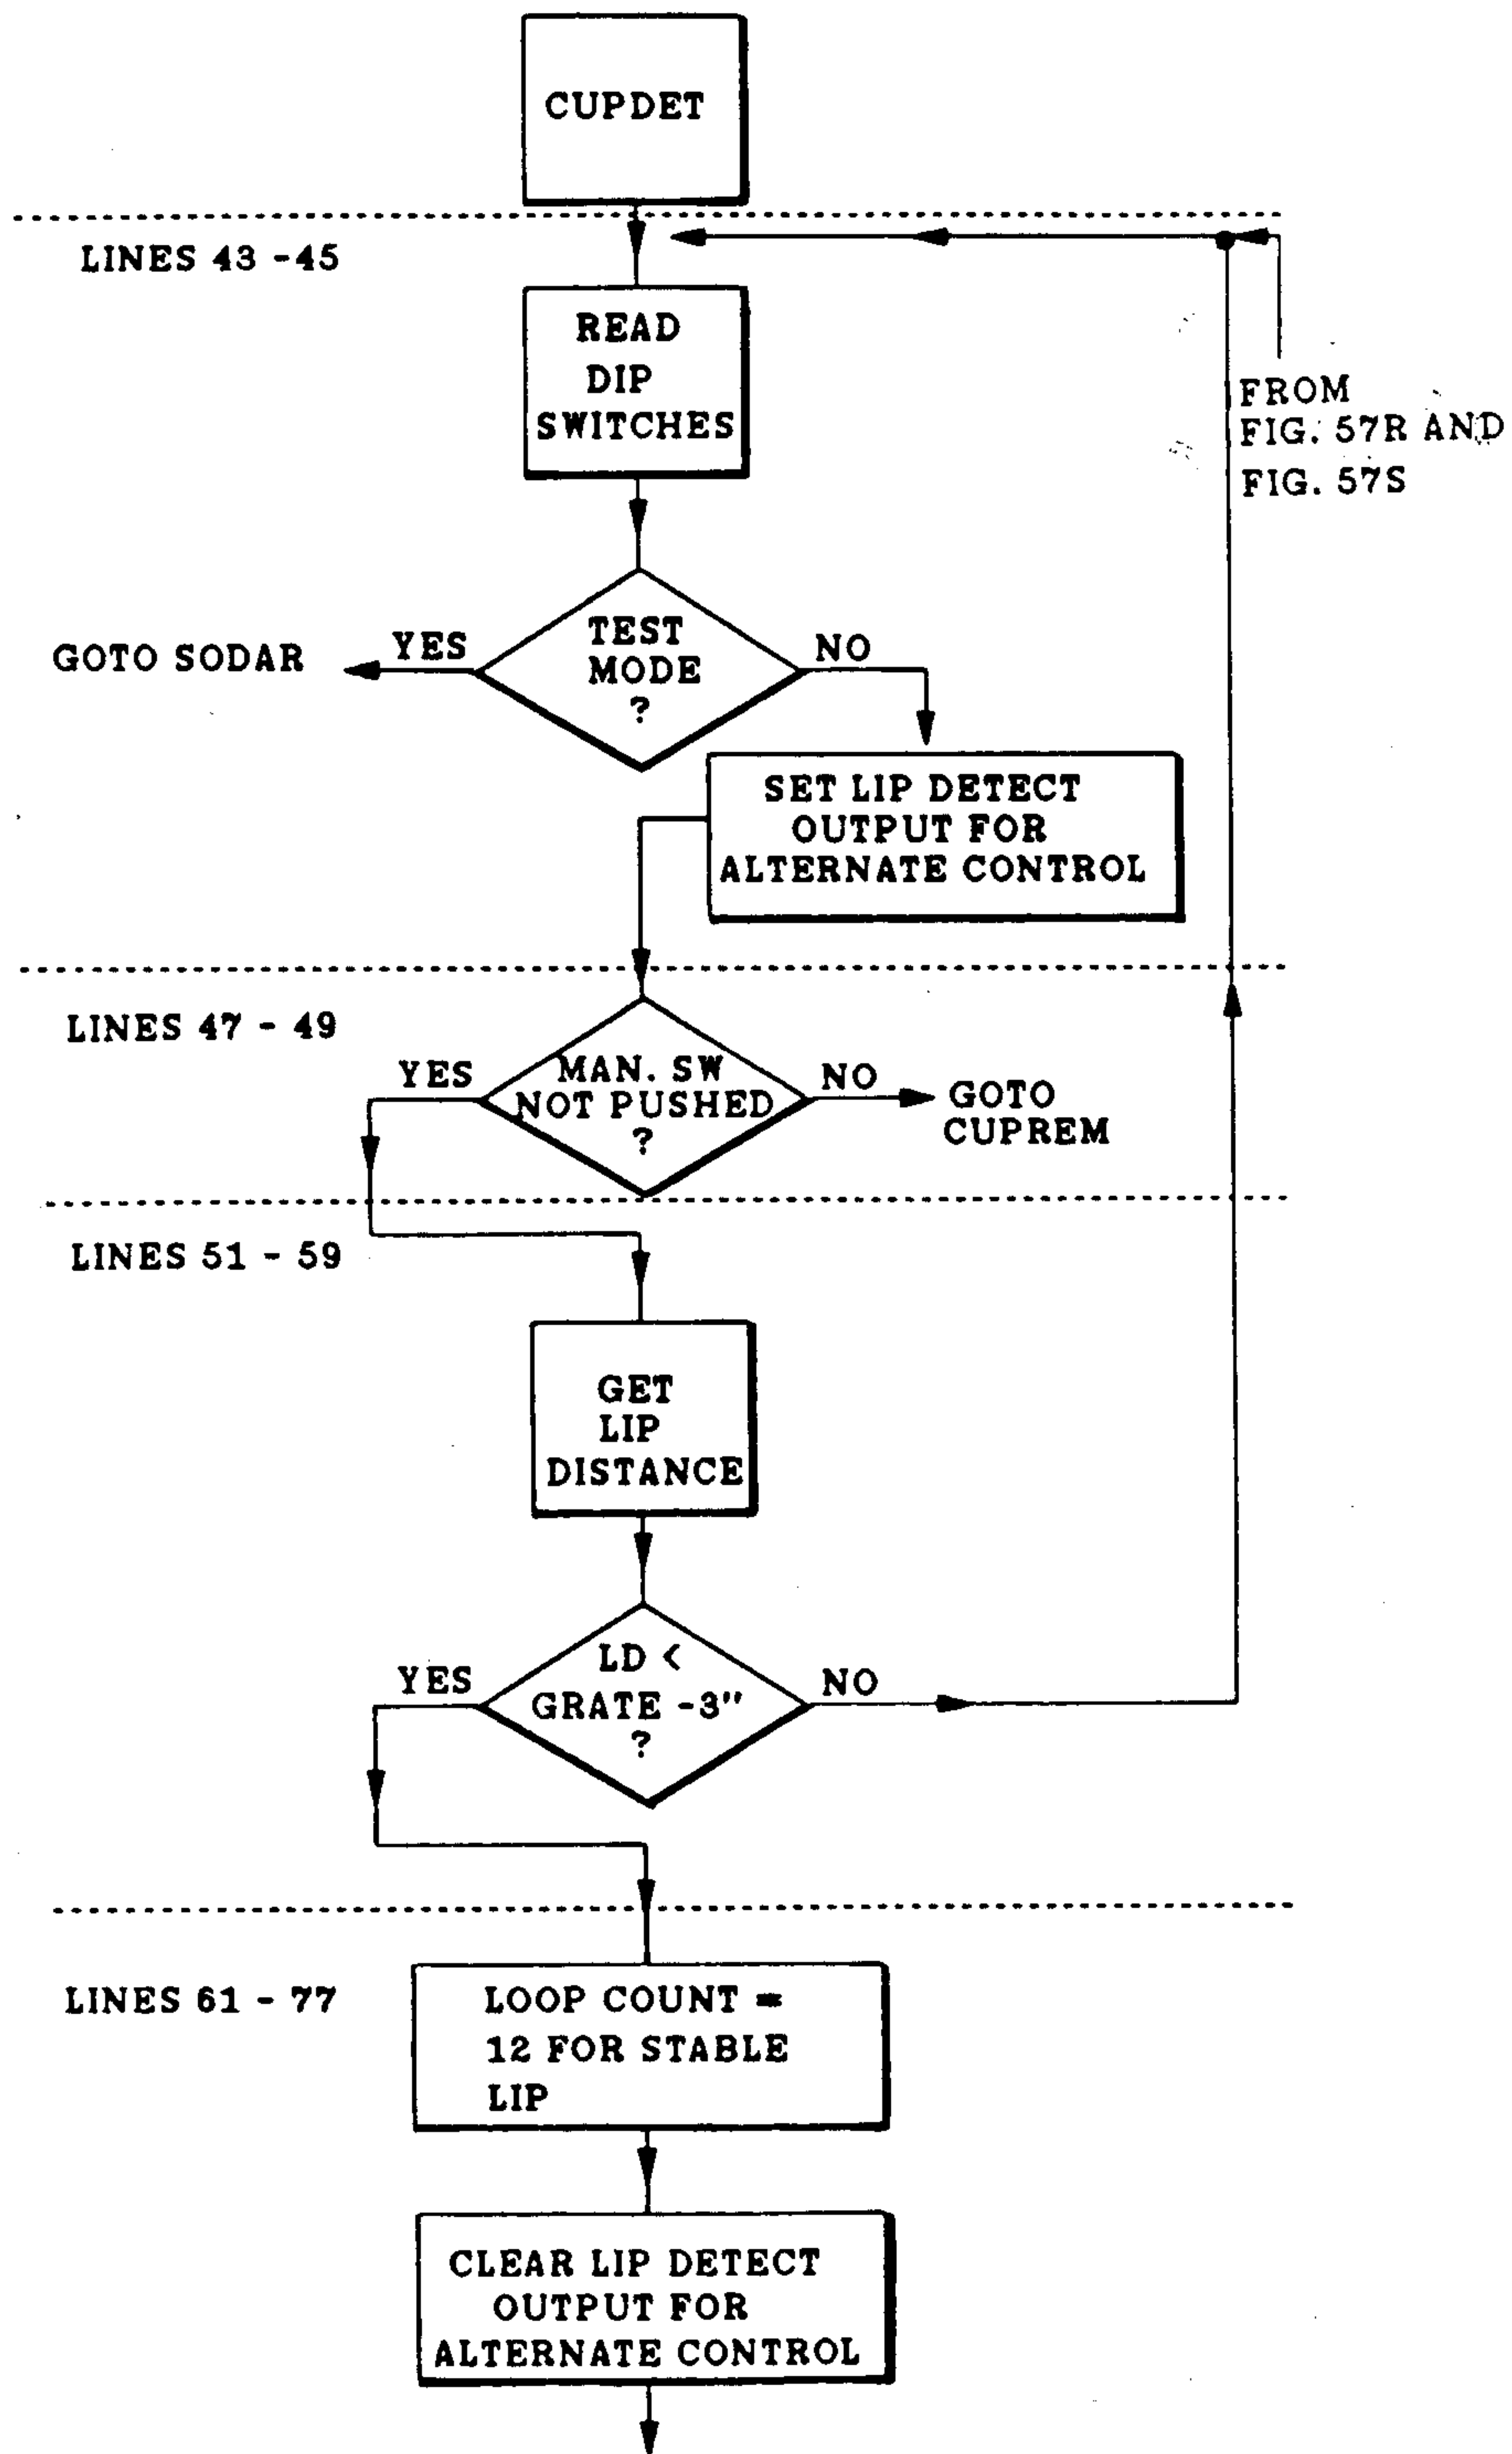 CUPDET
LINES 43 -45
READ
DIP
SWITCHES
FROM
FIG. 57R AND
FIG. 57S
GOTO SODAR
YES
TEST
MODE
?
NO
SET LIP DETECT
OUTPUT FOR
ALTERNATE CONTROL
LINES 47 - 49
YES
MAN. SW
NOT PUSHED
?
NO
GOTO
CUPREM
LINES 51 - 59
GET
LIP
DISTANCE
YES
LD <
GRATE -3"
?
NO
LINES 61 - 77
LOOP COUNT =
12 FOR STABLE
LIP
CLEAR LIP DETECT
OUTPUT FOR
ALTERNATE CONTROL